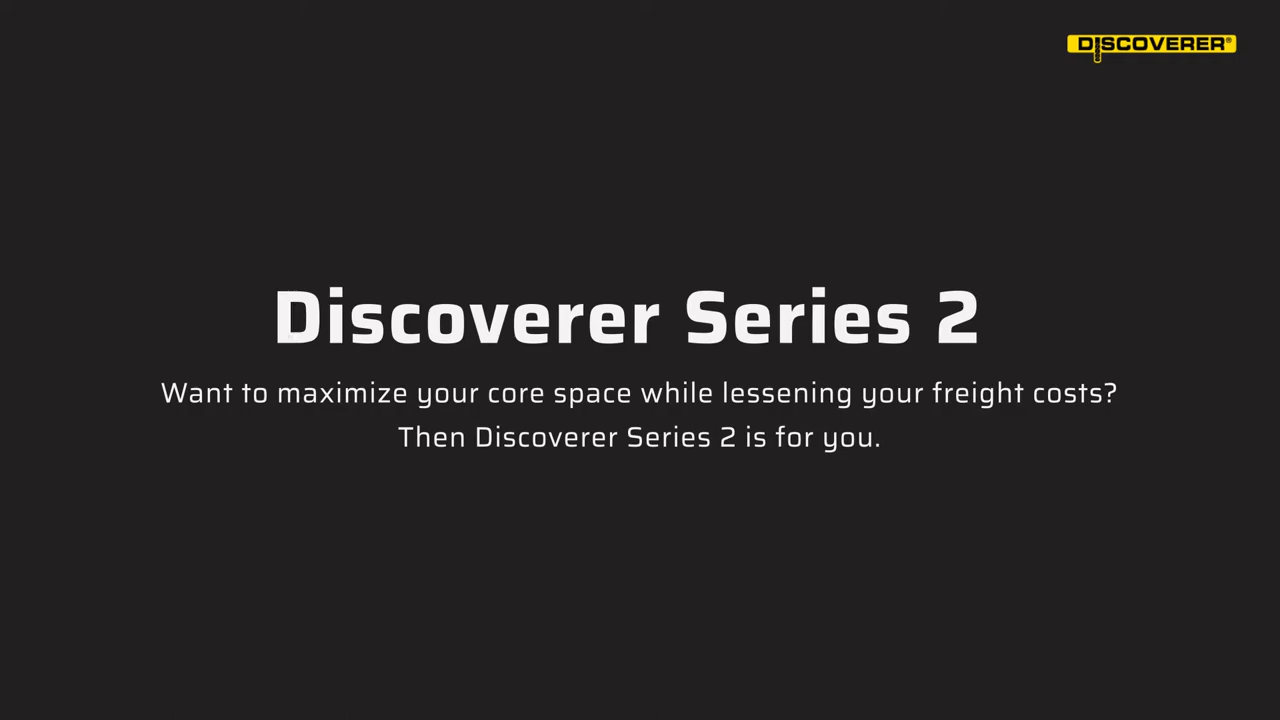 DISCOVERER®
Discoverer Series 2
Want to maximize your core space while lessening your freight costs?
Then Discoverer Series 2 is for you.